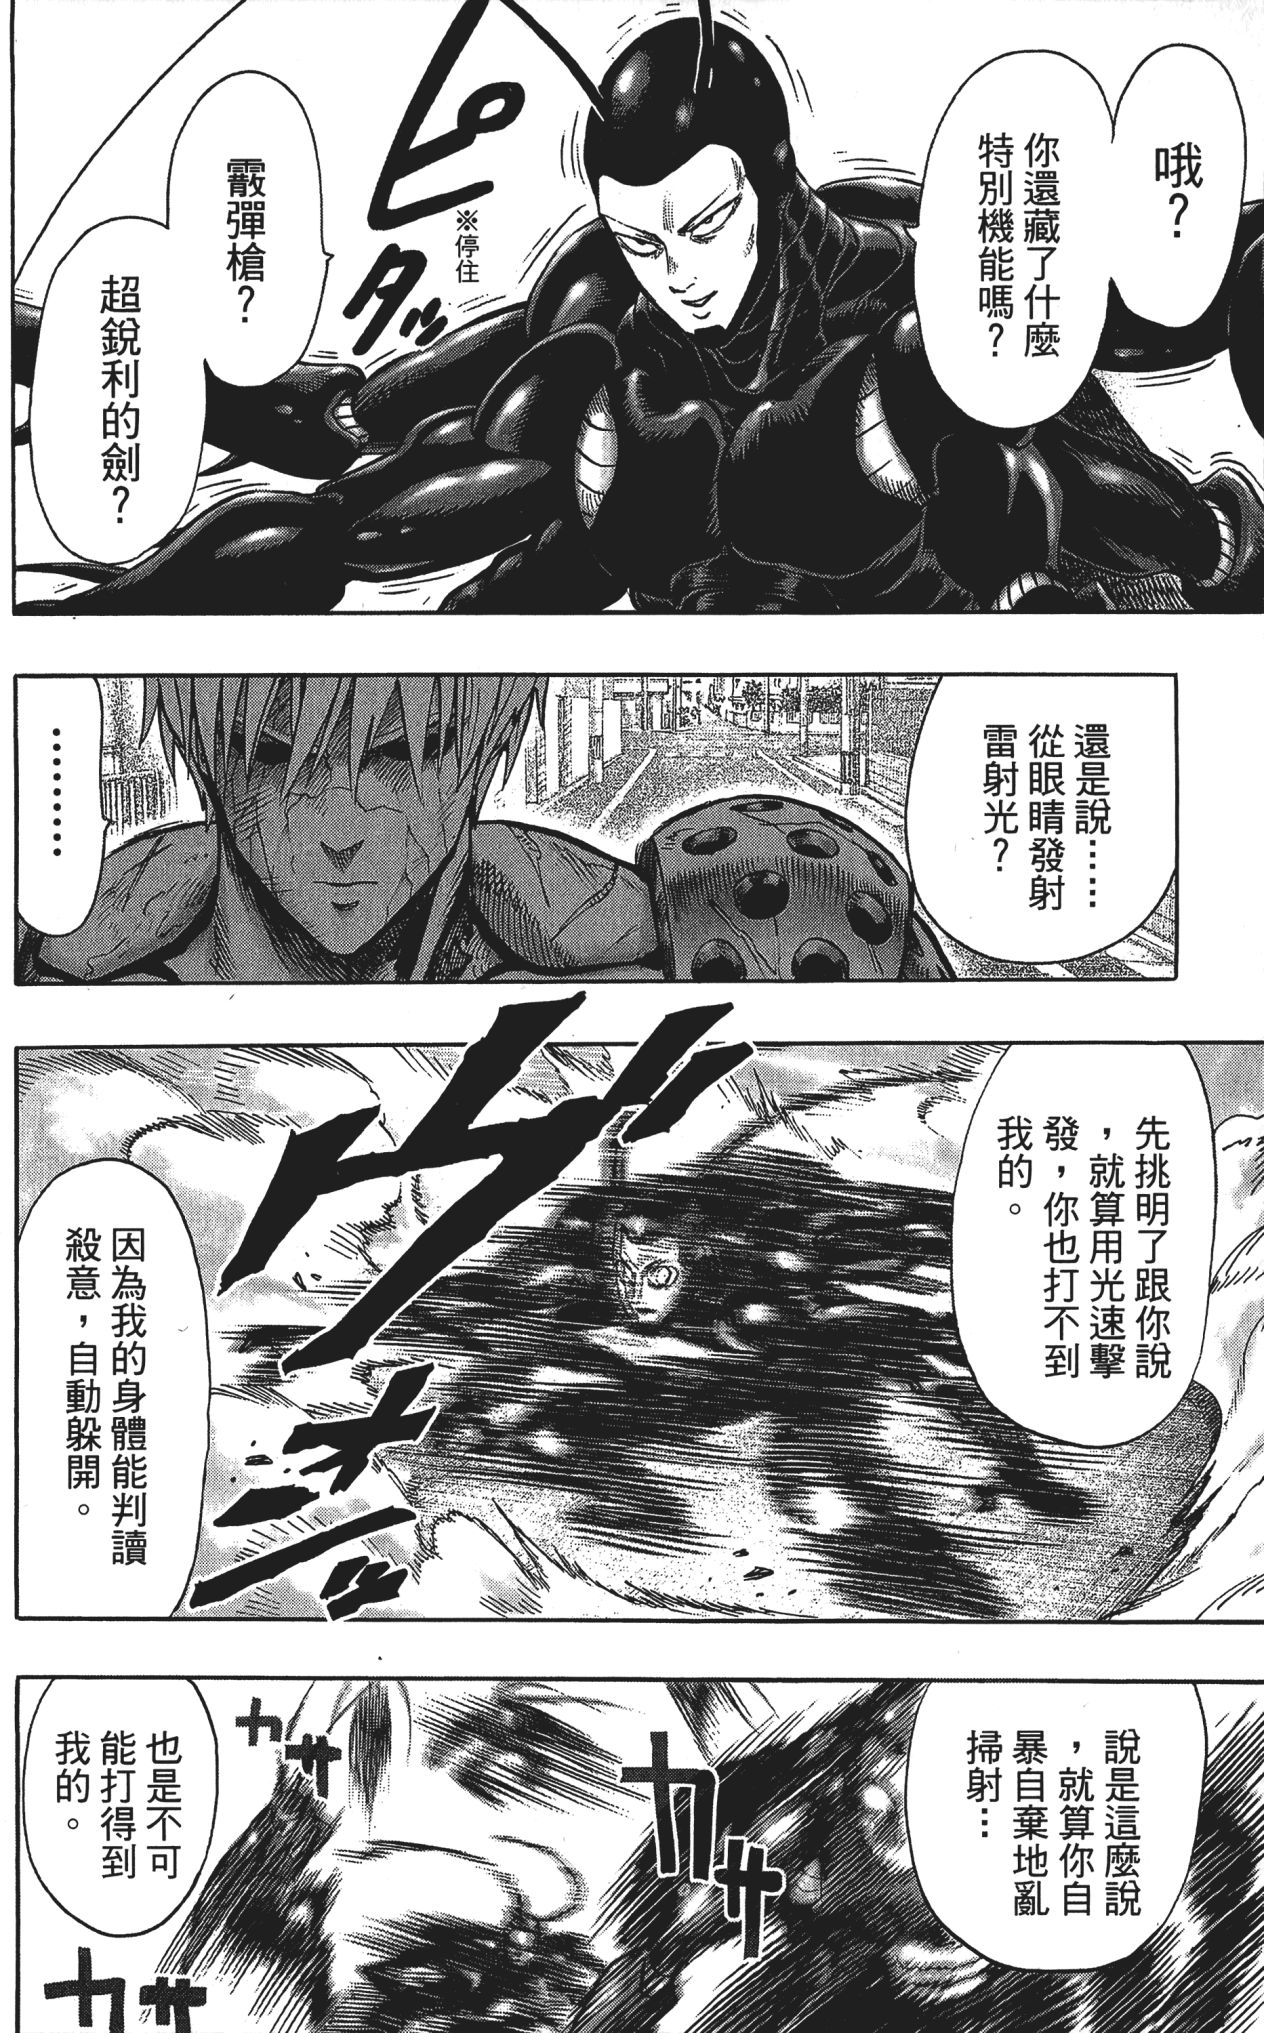 哦？
你還藏了什麼
特別機能嗎？
ピタッ
※停住
霰彈槍？
超銳利的劍？
還是說……
從眼睛發射
雷射光？
………
先挑明了跟你說
，就算用光速擊
發，你也打不到
我的。
因為我的身體能判讀
殺意，自動躲開。
說是這麼說
，就算你自
暴自棄地亂
掃射…
カサ
カサ
也是不可
能打得到
我的。
カサ